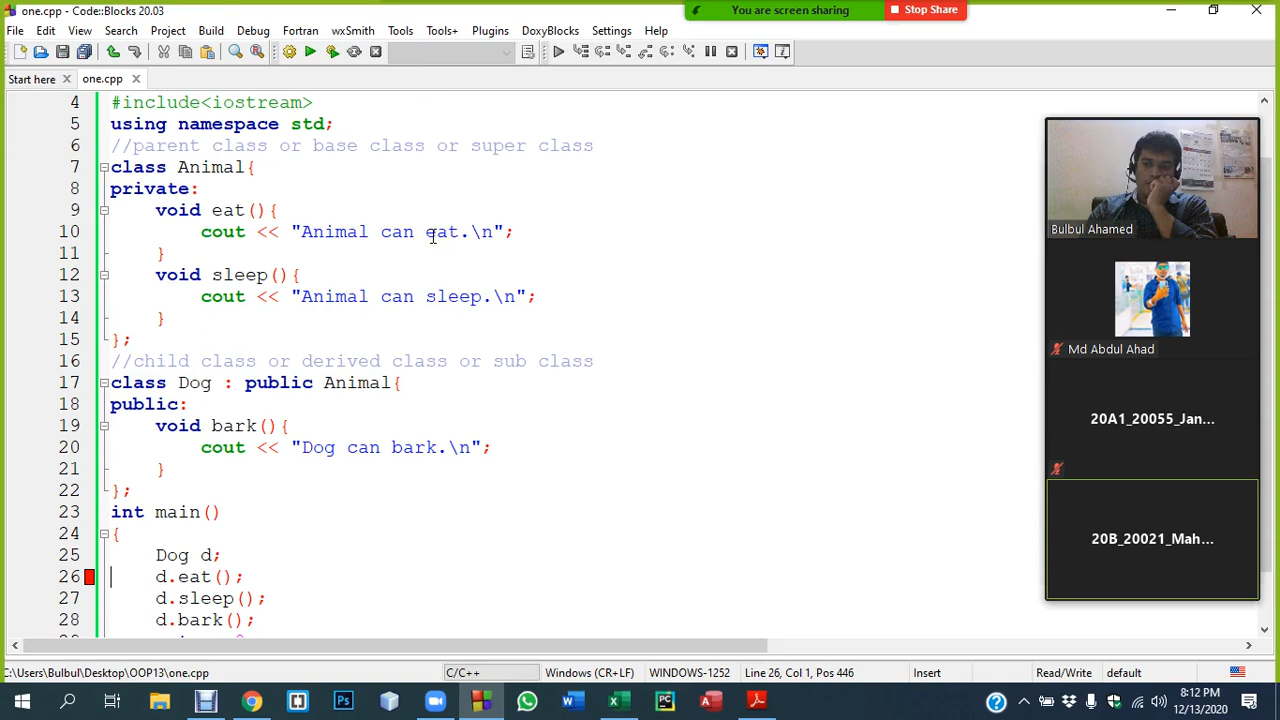 one.cpp - Code::Blocks 20.03
You are screen sharing
Stop Share
File Edit View Search Project Build Debug Fortran wxSmith Tools Tools+ Plugins DoxyBlocks Settings Help
Start here
one.cpp
4 #include<iostream>
5 using namespace std;
6 //parent class or base class or super class
7 class Animal{
8 private:
9 void eat(){
10 cout << "Animal can eat.\n";
11 }
12 void sleep(){
13 cout << "Animal can sleep.\n";
14 }
15 };
16 //child class or derived class or sub class
17 class Dog : public Animal{
18 public:
19 void bark(){
20 cout << "Dog can bark.\n";
21 }
22 };
23 int main()
24 {
25 Dog d;
26 d.eat();
27 d.sleep();
28 d.bark();
Bulbul Ahamed
Md Abdul Ahad
20A1_20055_Jan...
20B_20021_Mah...
C:\Users\Bulbul\Desktop\OOP13\one.cpp
C/C++
Windows (CR+LF)
WINDOWS-1252
Line 26, Col 1, Pos 446
Insert
Read/Write
default
8:12 PM
12/13/2020